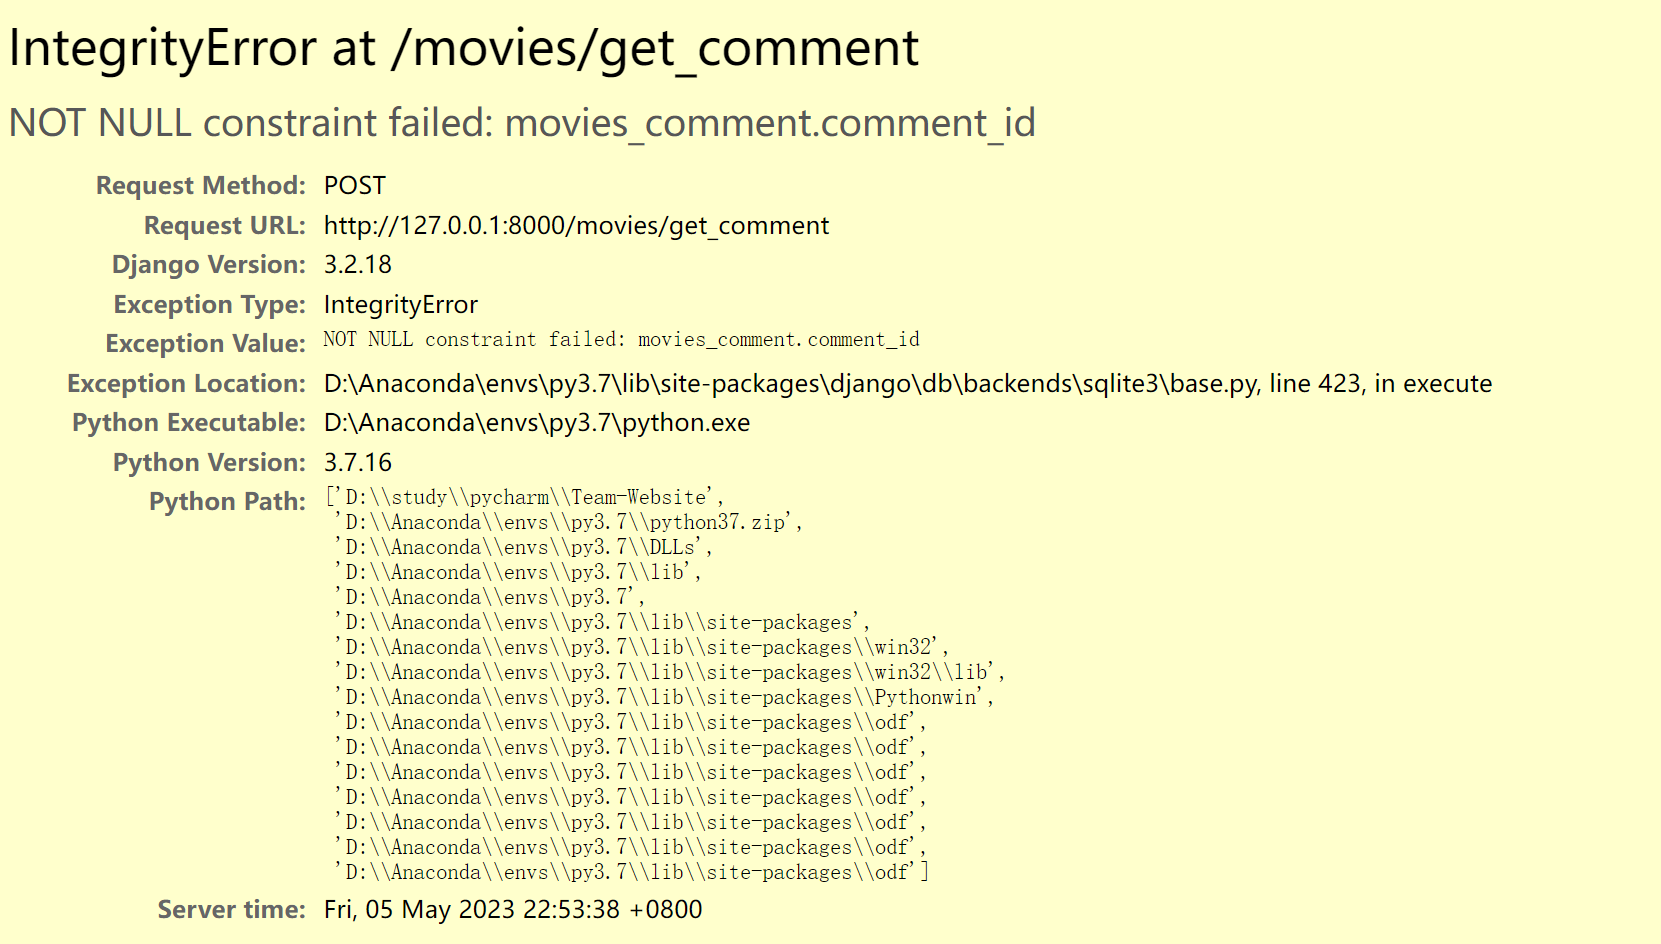 IntegrityError at /movies/get_comment
NOT NULL constraint failed: movies_comment.comment_id
Request Method: POST
Request URL: http://127.0.0.1:8000/movies/get_comment
Django Version: 3.2.18
Exception Type: IntegrityError
Exception Value: NOT NULL constraint failed: movies_comment.comment_id
Exception Location: D:\Anaconda\envs\py3.7\lib\site-packages\django\db\backends\sqlite3\base.py, line 423, in execute
Python Executable: D:\Anaconda\envs\py3.7\python.exe
Python Version: 3.7.16
Python Path: ['D:\\study\\pycharm\\Team-Website',
'D:\\Anaconda\\envs\\py3.7\\python37.zip',
'D:\\Anaconda\\envs\\py3.7\\DLLs',
'D:\\Anaconda\\envs\\py3.7\\lib',
'D:\\Anaconda\\envs\\py3.7',
'D:\\Anaconda\\envs\\py3.7\\lib\\site-packages',
'D:\\Anaconda\\envs\\py3.7\\lib\\site-packages\\win32',
'D:\\Anaconda\\envs\\py3.7\\lib\\site-packages\\win32\\lib',
'D:\\Anaconda\\envs\\py3.7\\lib\\site-packages\\Pythonwin',
'D:\\Anaconda\\envs\\py3.7\\lib\\site-packages\\odf',
'D:\\Anaconda\\envs\\py3.7\\lib\\site-packages\\odf',
'D:\\Anaconda\\envs\\py3.7\\lib\\site-packages\\odf',
'D:\\Anaconda\\envs\\py3.7\\lib\\site-packages\\odf',
'D:\\Anaconda\\envs\\py3.7\\lib\\site-packages\\odf',
'D:\\Anaconda\\envs\\py3.7\\lib\\site-packages\\odf',
'D:\\Anaconda\\envs\\py3.7\\lib\\site-packages\\odf']
Server time: Fri, 05 May 2023 22:53:38 +0800